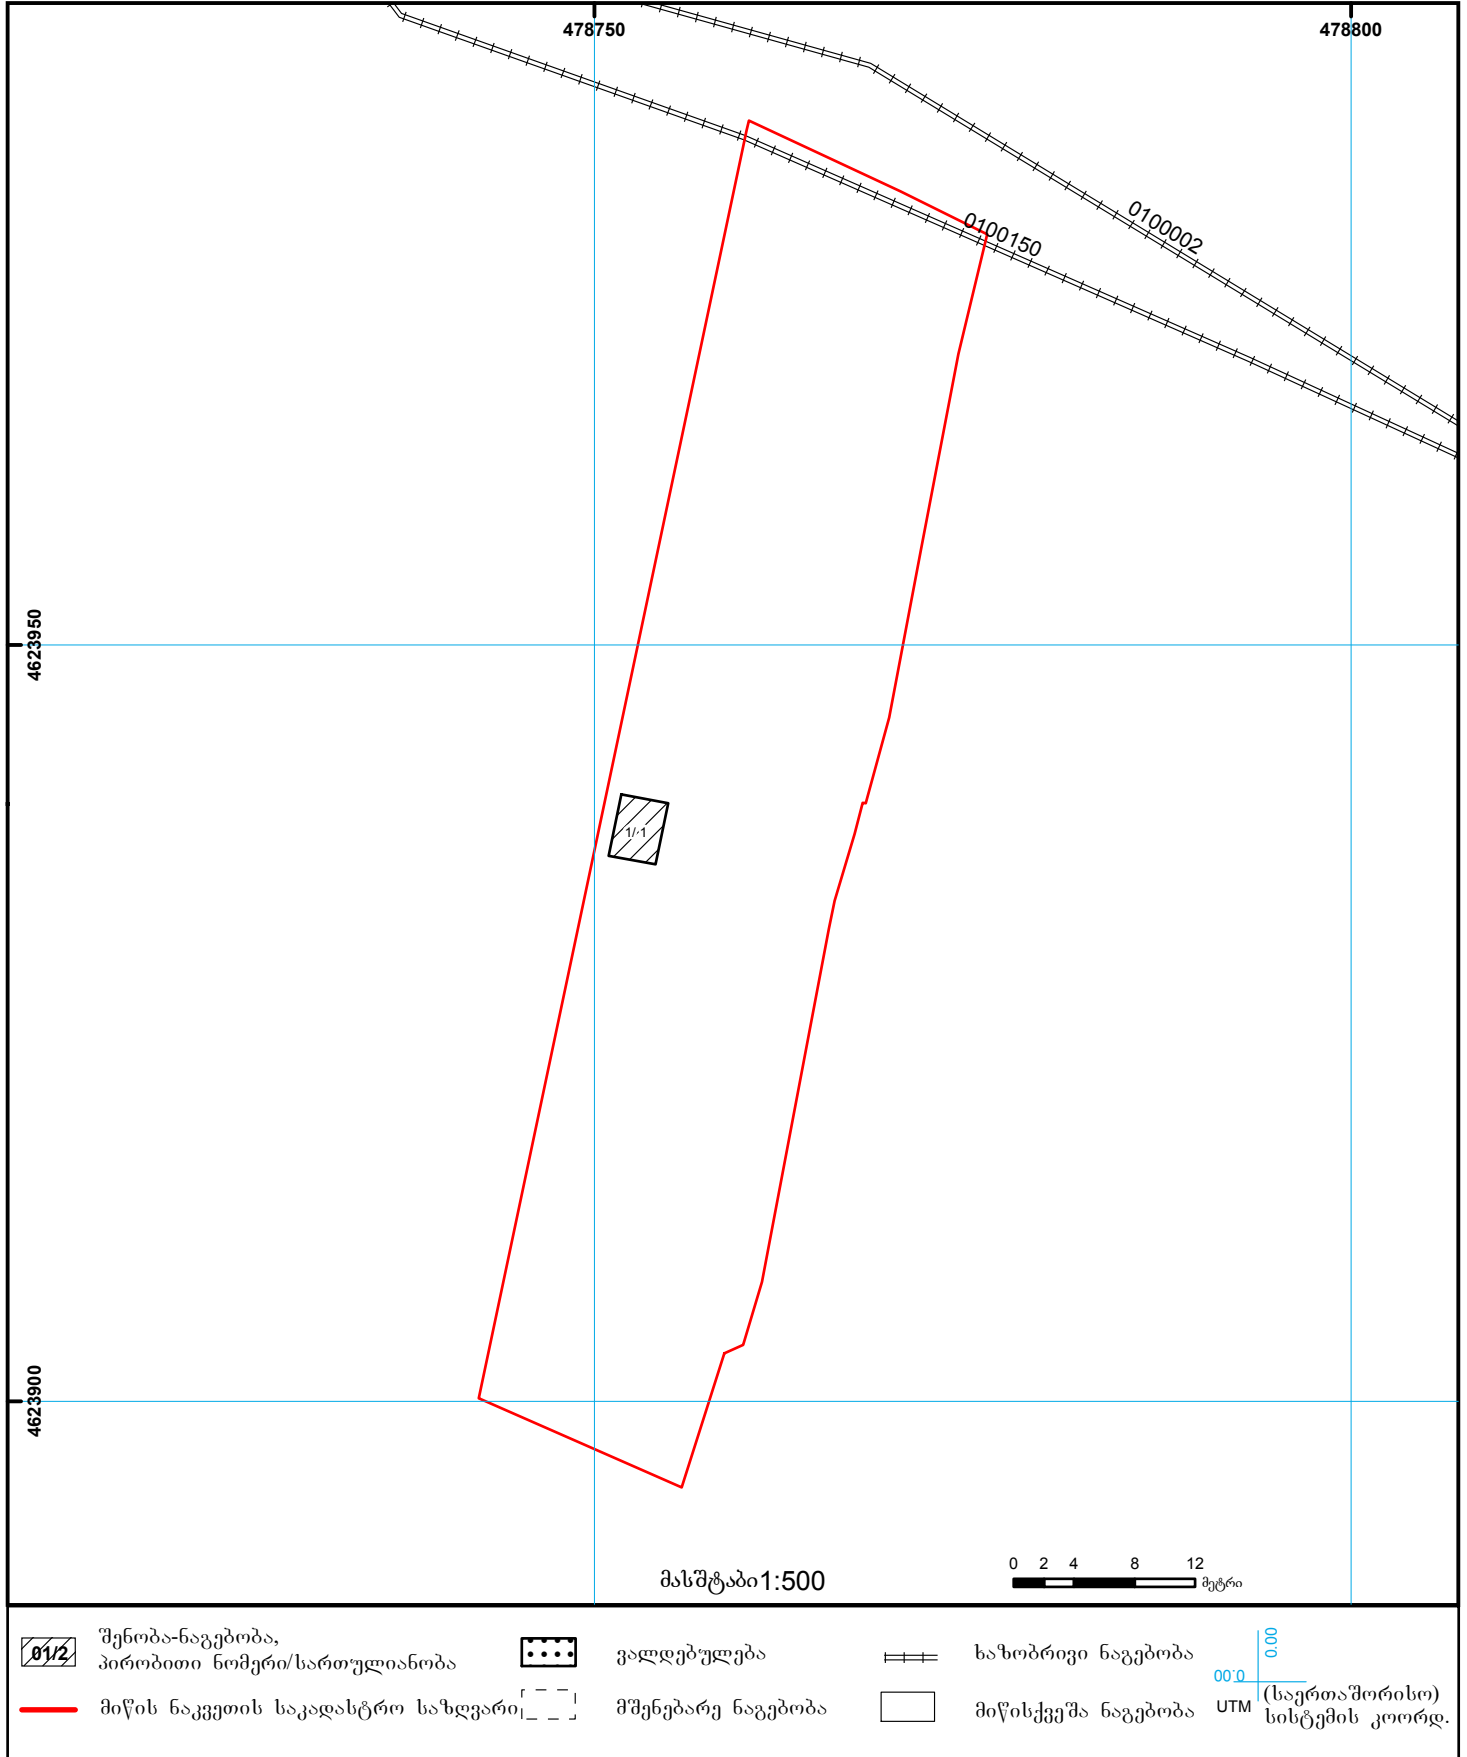 478750
478800
0100002
0100150
4623950
1/1
4623900
მასშტაბი1:500
0 2 4 8 12
მეტრი
01/2
შენობა-ნაგებობა,
პირობითი ნომერი/სართულიანობა
ვალდებულება
ხაზობრივი ნაგებობა
00.0
00.0
მიწის ნაკვეთის საკადასტრო საზღვარი
მშენებარე ნაგებობა
მიწისქვეშა ნაგებობა
UTM
(საერთაშორისო)
სისტემის კოორდ.